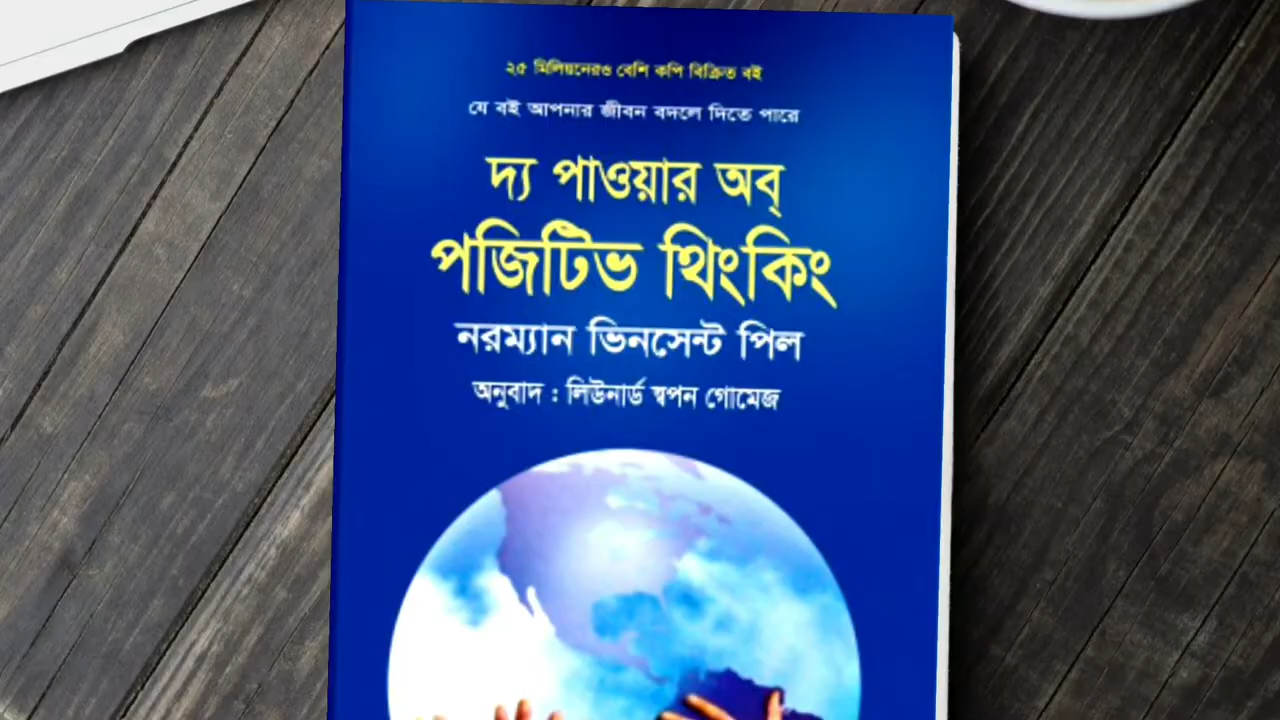 ২৫ মিলিয়নেরও বেশি কপি বিক্রিত বই
যে বই আপনার জীবন বদলে দিতে পারে
দ্য পাওয়ার অব্
পজিটিভ থিংকিং
নরম্যান ভিনসেন্ট পিল
অনুবাদ : লিউনার্ড স্বপন গোমেজ